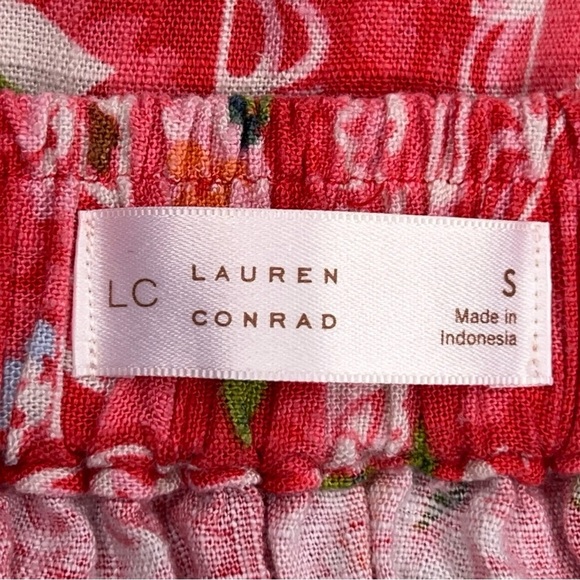 LC
LAUREN
CONRAD
S
Made in
Indonesia